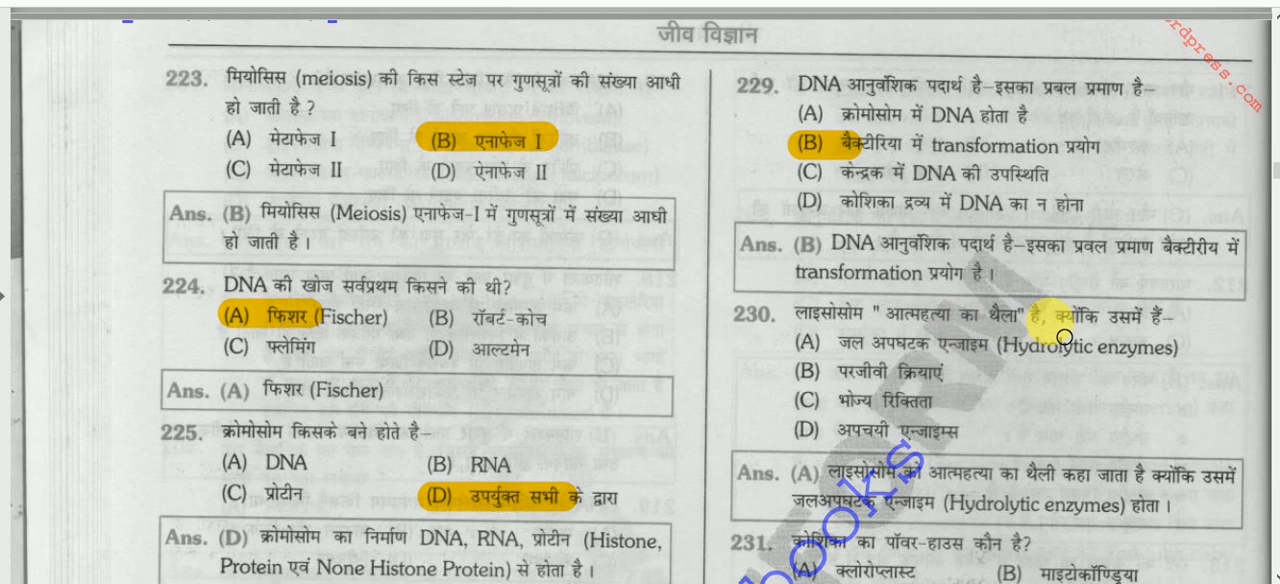 जीव विज्ञान
223. मियोसिस (meiosis) की किस स्टेज पर गुणसूत्रों की संख्या आधी
हो जाती है ?
(A) मेटाफेज I (B) एनाफेज I
(C) मेटाफेज II (D) ऐनाफेज II
Ans. (B) मियोसिस (Meiosis) एनाफेज-I में गुणसूत्रों में संख्या आधी
हो जाती है ।
224. DNA की खोज सर्वप्रथम किसने की थी?
(A) फिशर (Fischer) (B) रॉबर्ट-कोच
(C) फ्लेमिंग (D) आल्टमेन
Ans. (A) फिशर (Fischer)
225. क्रोमोसोम किसके बने होते है–
(A) DNA (B) RNA
(C) प्रोटीन (D) उपर्युक्त सभी के द्वारा
Ans. (D) क्रोमोसोम का निर्माण DNA, RNA, प्रोटीन (Histone,
Protein एवं None Histone Protein) से होता है ।
229. DNA आनुवंशिक पदार्थ है–इसका प्रबल प्रमाण है–
(A) क्रोमोसोम में DNA होता है
(B) बैक्टीरिया में transformation प्रयोग
(C) केन्द्रक में DNA की उपस्थिति
(D) कोशिका द्रव्य में DNA का न होना
Ans. (B) DNA आनुवंशिक पदार्थ है–इसका प्रवल प्रमाण बैक्टीरीय में
transformation प्रयोग है ।
230. लाइसोसोम " आत्महत्या का थैला" है, क्योंकि उसमें हैं–
(A) जल अपघटक एन्जाइम (Hydrolytic enzymes)
(B) परजीवी क्रियाएं
(C) भोज्य रिक्तिता
(D) अपचयी एन्जाइम्स
Ans. (A) लाइसोसोम को आत्महत्या का थैली कहा जाता है क्योंकि उसमें
जलअपघटक एन्जाइम (Hydrolytic enzymes) होता ।
231. कोशिका का पॉवर-हाउस कौन है?
(A) क्लोरोप्लास्ट (B) माइटोकॉण्ड्रिया
rdpress.com
books